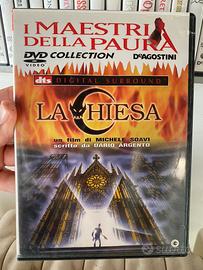 I MAESTRI
DELLA PAURA
DVD COLLECTION
DeAGOSTINI
VIDEO
dts DIGITAL SURROUND
LA CHIESA
un film di MICHELE SOAVI
scritto da DARIO ARGENTO